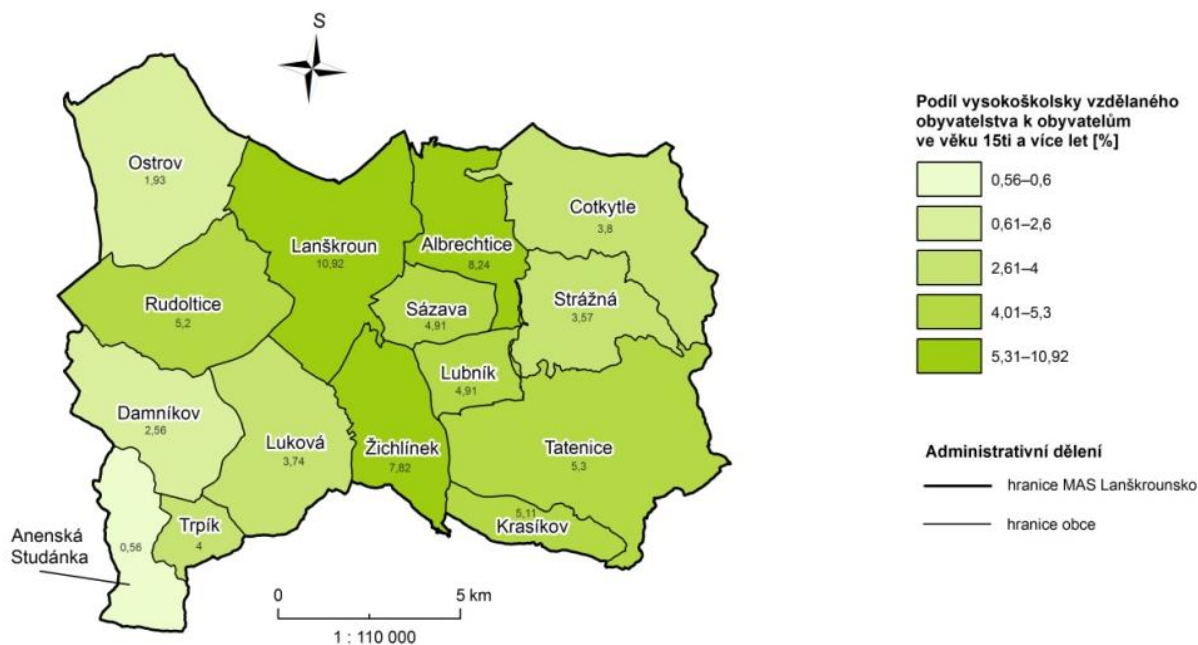 S
Ostrov
1,93
Lanškroun
10,92
Albrechtice
8,24
Cotkytle
3,8
Rudoltice
5,2
Sázava
4,91
Strážná
3,57
Lubník
4,91
Damníkov
2,56
Luková
3,74
Žichlínek
7,82
Tatenice
5,3
5,11
Krasíkov
Trpík
4
Anenská
Studánka
0,56
0
5 km
1 : 110 000
Podíl vysokoškolsky vzdělaného
obyvatelstva k obyvatelům
ve věku 15ti a více let [%]
0,56–0,6
0,61–2,6
2,61–4
4,01–5,3
5,31–10,92
Administrativní dělení
hranice MAS Lanškrounsko
hranice obce